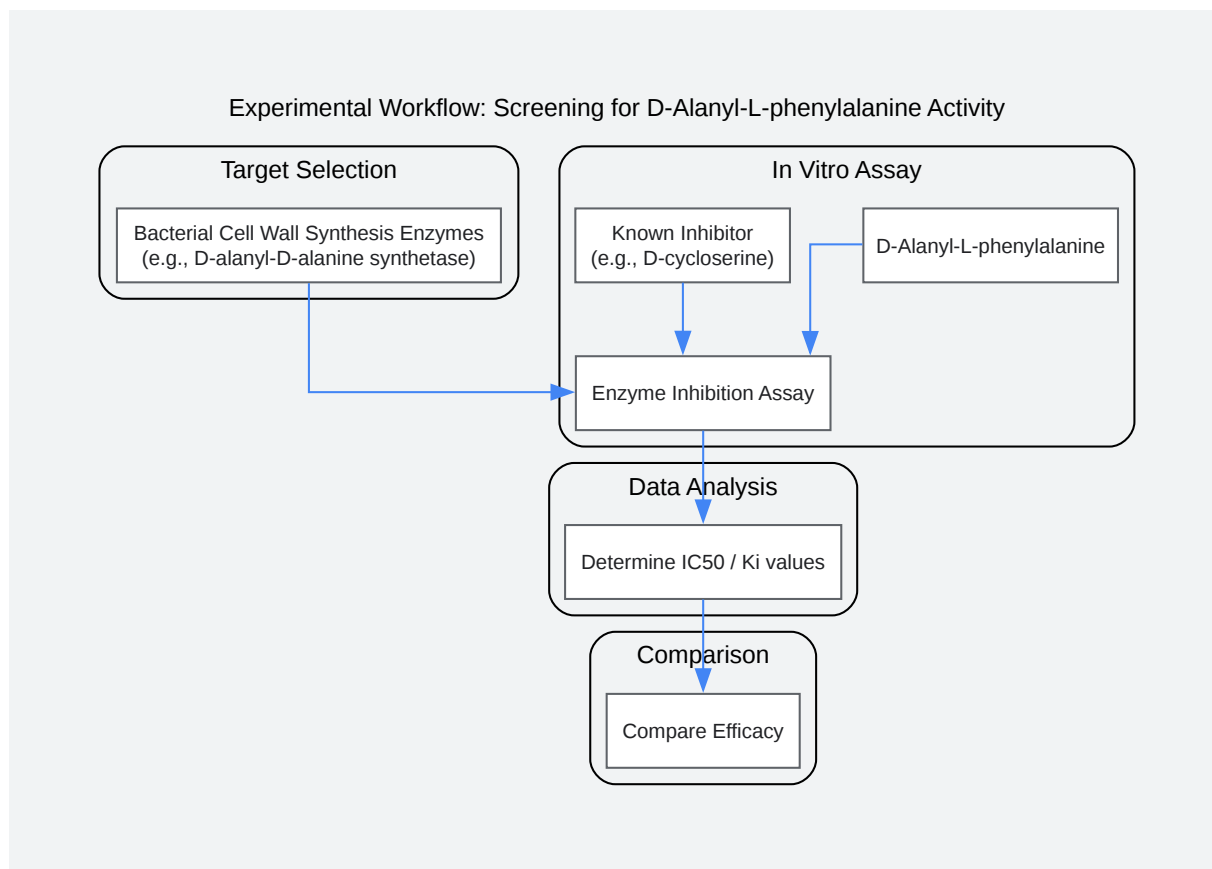 Experimental Workflow: Screening for D-Alanyl-L-phenylalanine Activity
Target Selection
Bacterial Cell Wall Synthesis Enzymes
(e.g., D-alanyl-D-alanine synthetase)
In Vitro Assay
Known Inhibitor
(e.g., D-cycloserine)
D-Alanyl-L-phenylalanine
Enzyme Inhibition Assay
Data Analysis
Determine IC50 / Ki values
Comparison
Compare Efficacy